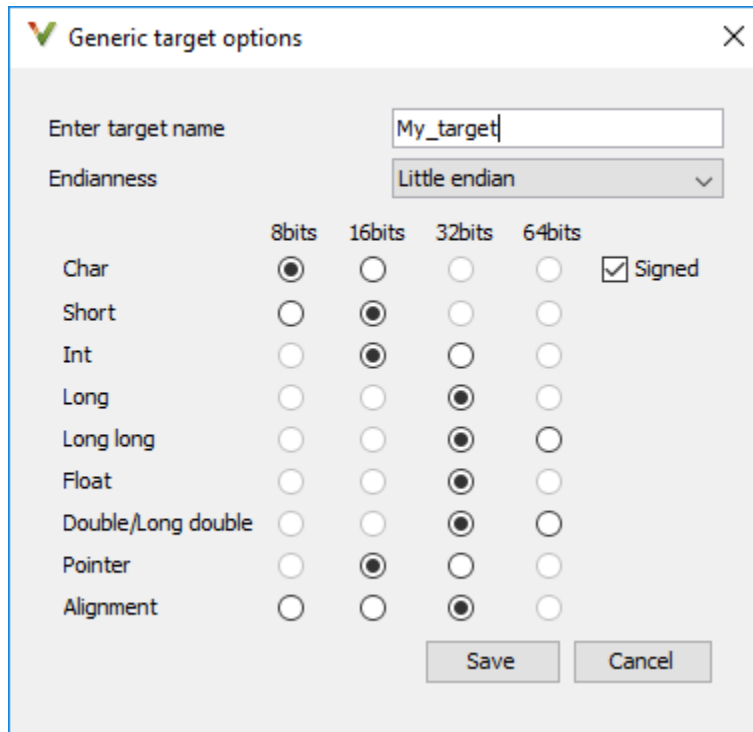 Generic target options
Enter target name My_target
Endianness Little endian
8bits 16bits 32bits 64bits
Char Signed
Short
Int
Long
Long long
Float
Double/Long double
Pointer
Alignment
Save Cancel